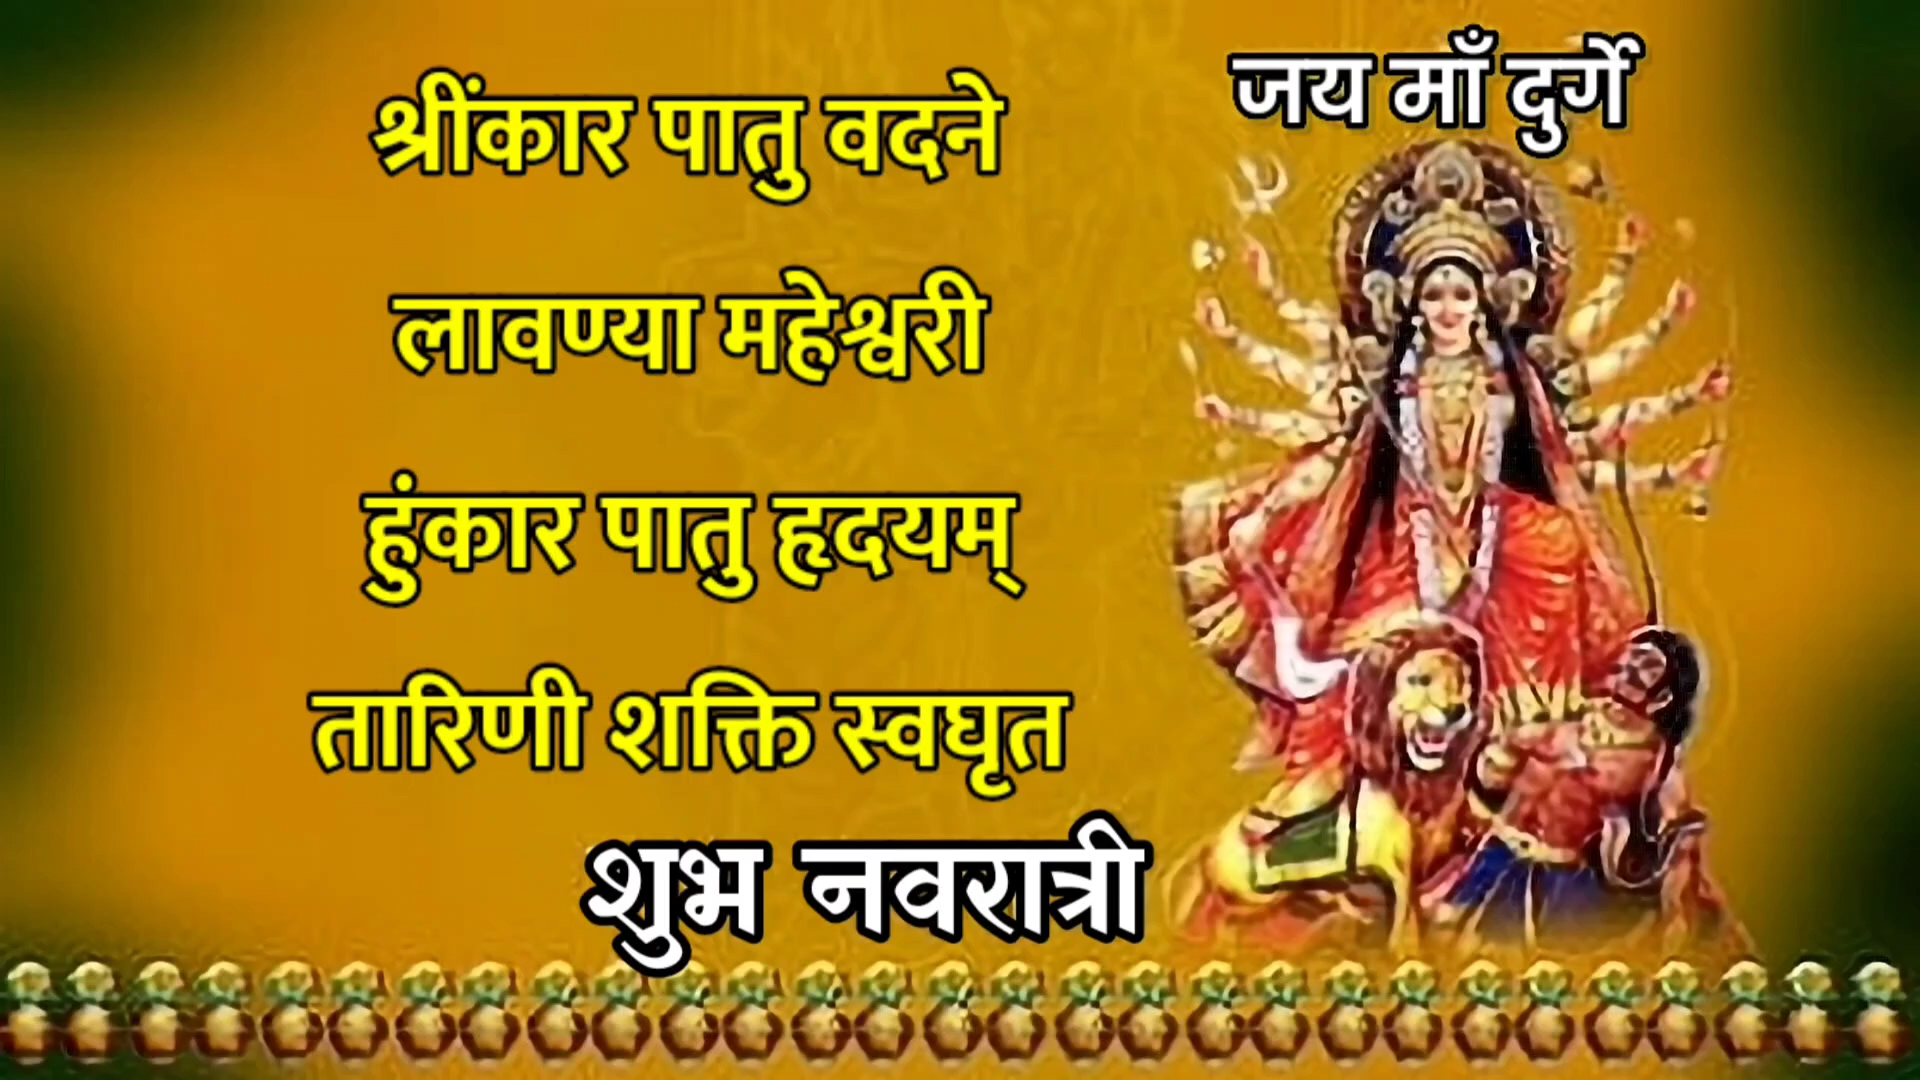 जय माँ दुर्गे
श्रींकार पातु वदने
लावण्या महेश्वरी
हुंकार पातु हृदयम्
तारिणी शक्ति स्वघृत
शुभ नवरात्री